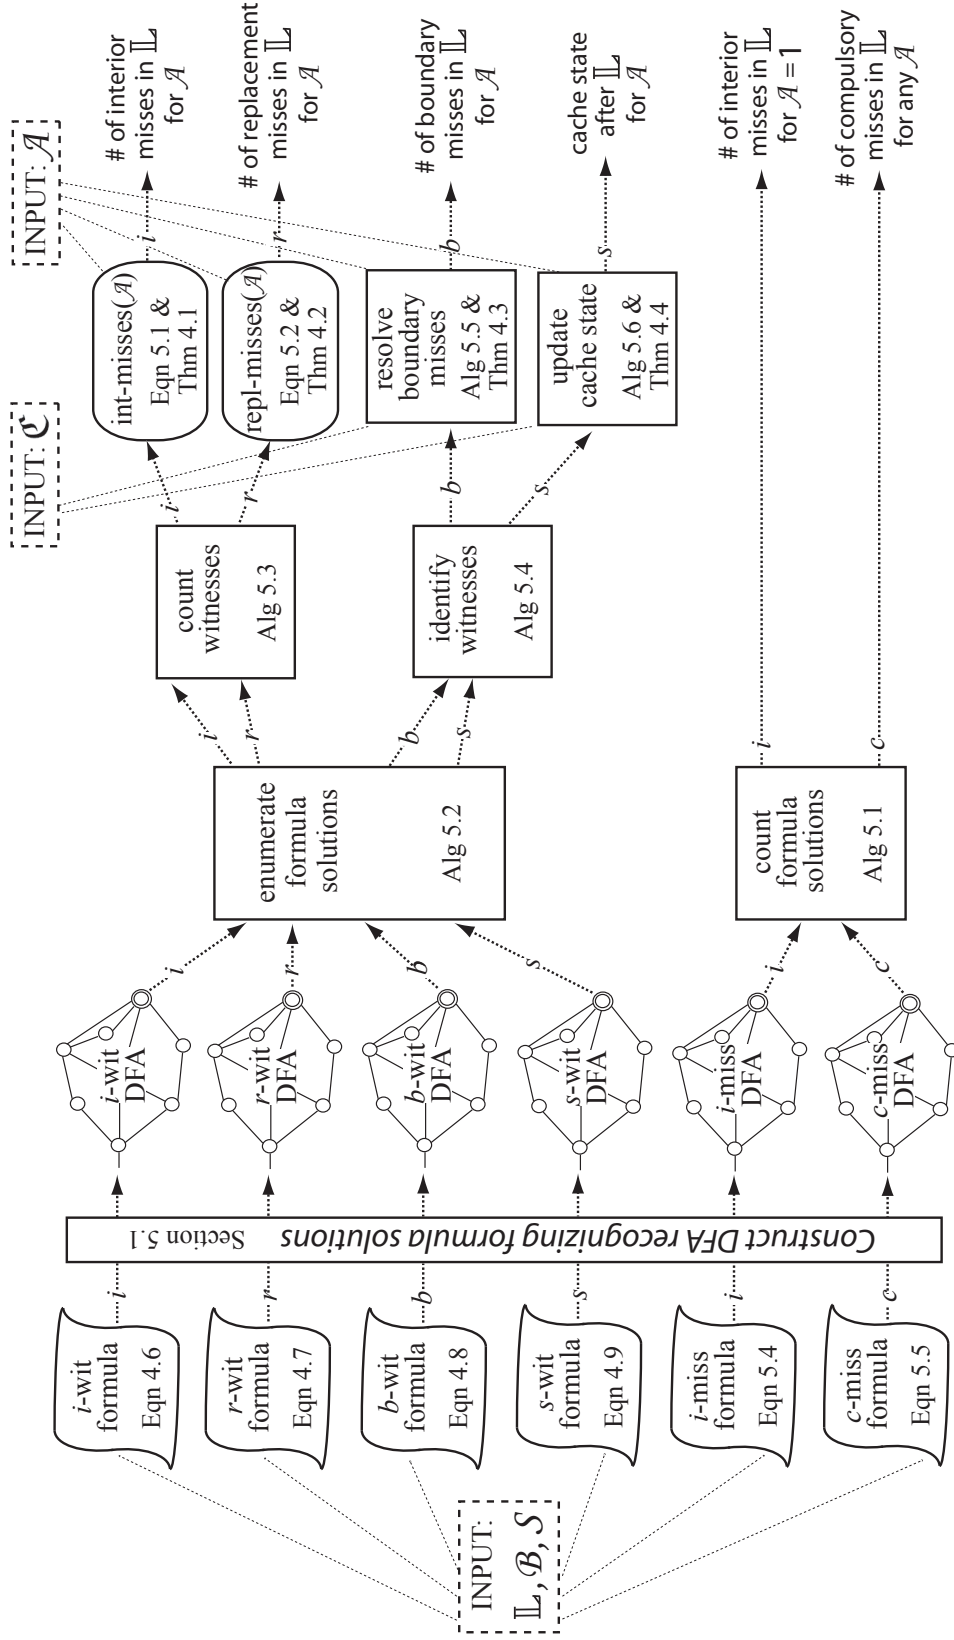 INPUT:
𝕃, ℬ, 𝒮
i-wit
formula
Eqn 4.6
r-wit
formula
Eqn 4.7
b-wit
formula
Eqn 4.8
s-wit
formula
Eqn 4.9
i-miss
formula
Eqn 5.4
c-miss
formula
Eqn 5.5
i
r
b
s
i
c
Construct DFA recognizing formula solutions Section 5.1
i-wit
DFA
r-wit
DFA
b-wit
DFA
s-wit
DFA
i-miss
DFA
c-miss
DFA
i
r
b
s
i
c
enumerate
formula
solutions
Alg 5.2
count
formula
solutions
Alg 5.1
i
r
b
s
i
c
count
witnesses
Alg 5.3
identify
witnesses
Alg 5.4
i
r
b
s
INPUT: ℭ
INPUT: 𝒜
int-misses(𝒜)
Eqn 5.1 &
Thm 4.1
repl-misses(𝒜)
Eqn 5.2 &
Thm 4.2
resolve
boundary
misses
Alg 5.5 &
Thm 4.3
update
cache state
Alg 5.6 &
Thm 4.4
i
r
b
s
# of interior
misses in 𝕃
for 𝒜
# of replacement
misses in 𝕃
for 𝒜
# of boundary
misses in 𝕃
for 𝒜
cache state
after 𝕃
for 𝒜
# of interior
misses in 𝕃
for 𝒜 = 1
# of compulsory
misses in 𝕃
for any 𝒜